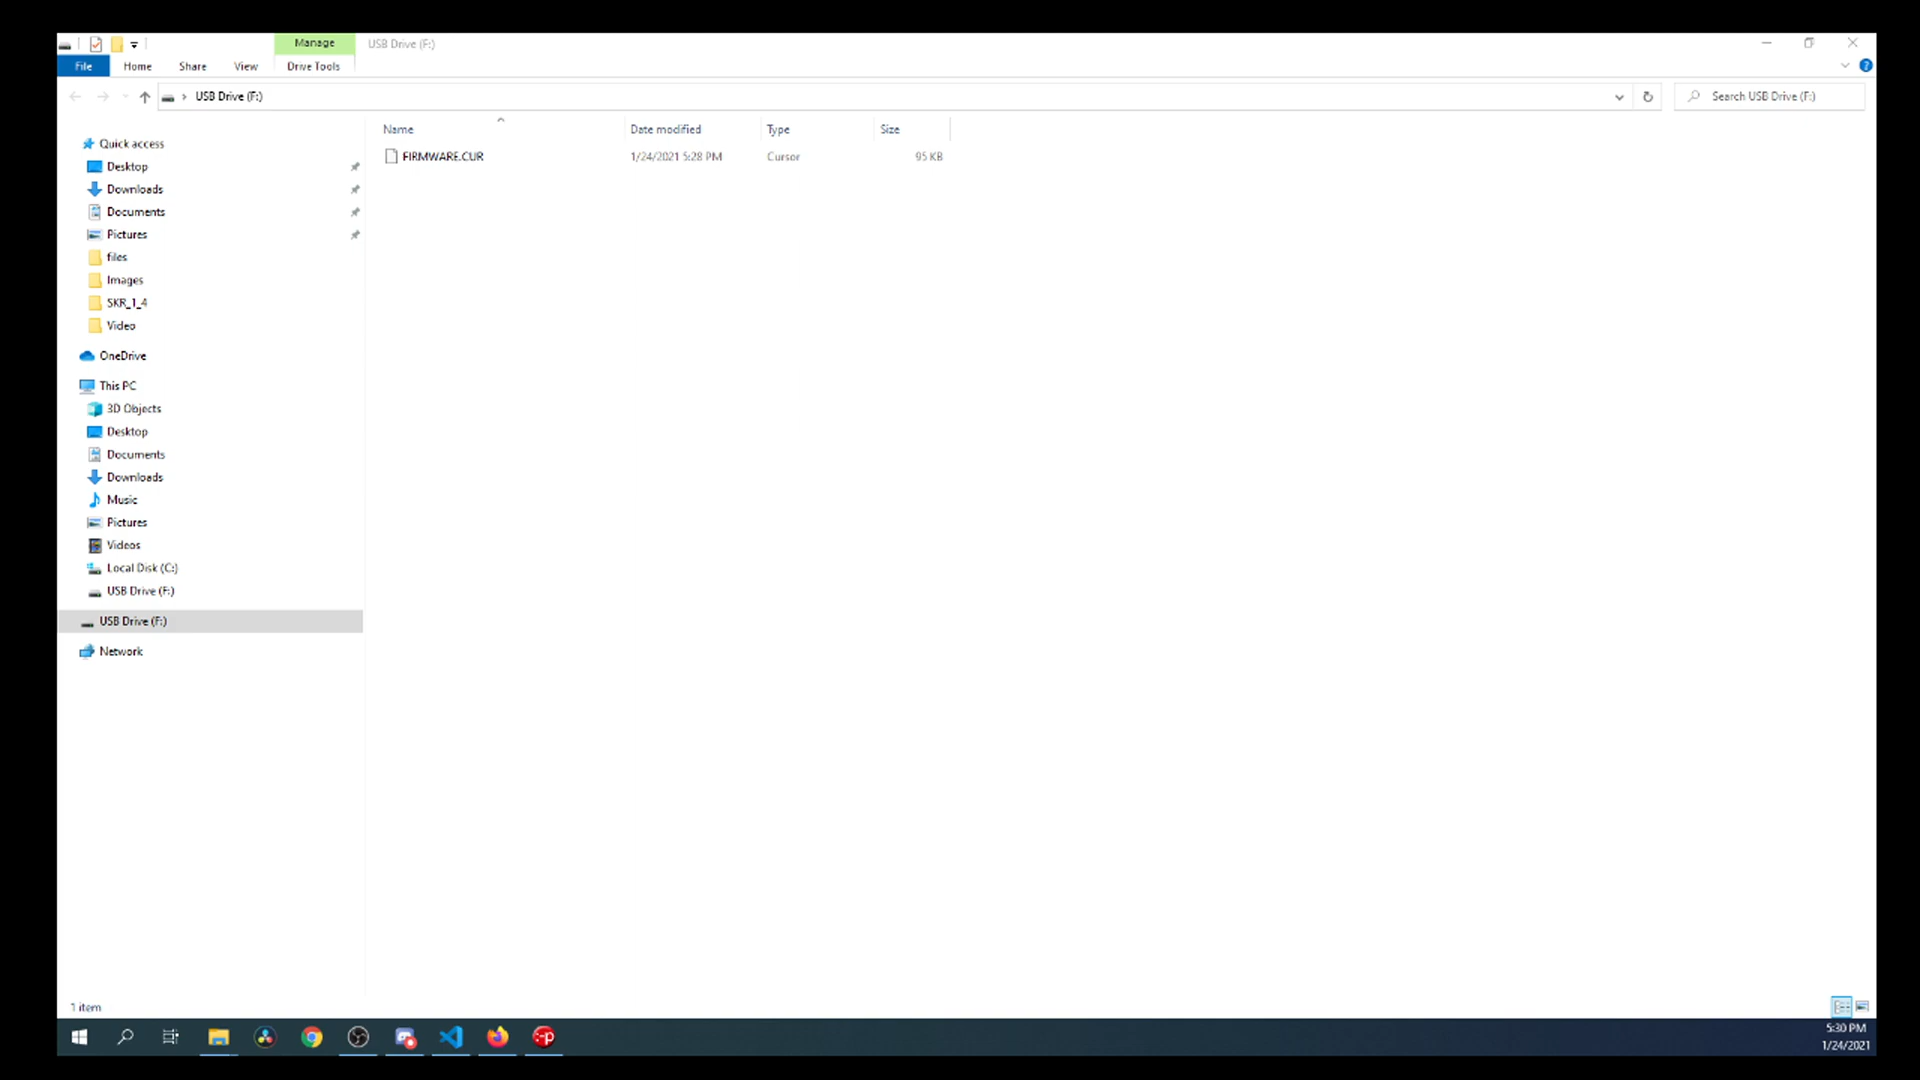 Manage USB Drive (F:)
File Home Share View Drive Tools
USB Drive (F:) Search USB Drive (F:)
Name Date modified Type Size
FIRMWARE.CUR 1/24/2021 5:28 PM Cursor 95 KB
Quick access
Desktop
Downloads
Documents
Pictures
files
Images
SKR_1_4
Video
OneDrive
This PC
3D Objects
Desktop
Documents
Downloads
Music
Pictures
Videos
Local Disk (C:)
USB Drive (F:)
USB Drive (F:)
Network
1 item
5:30 PM
1/24/2021